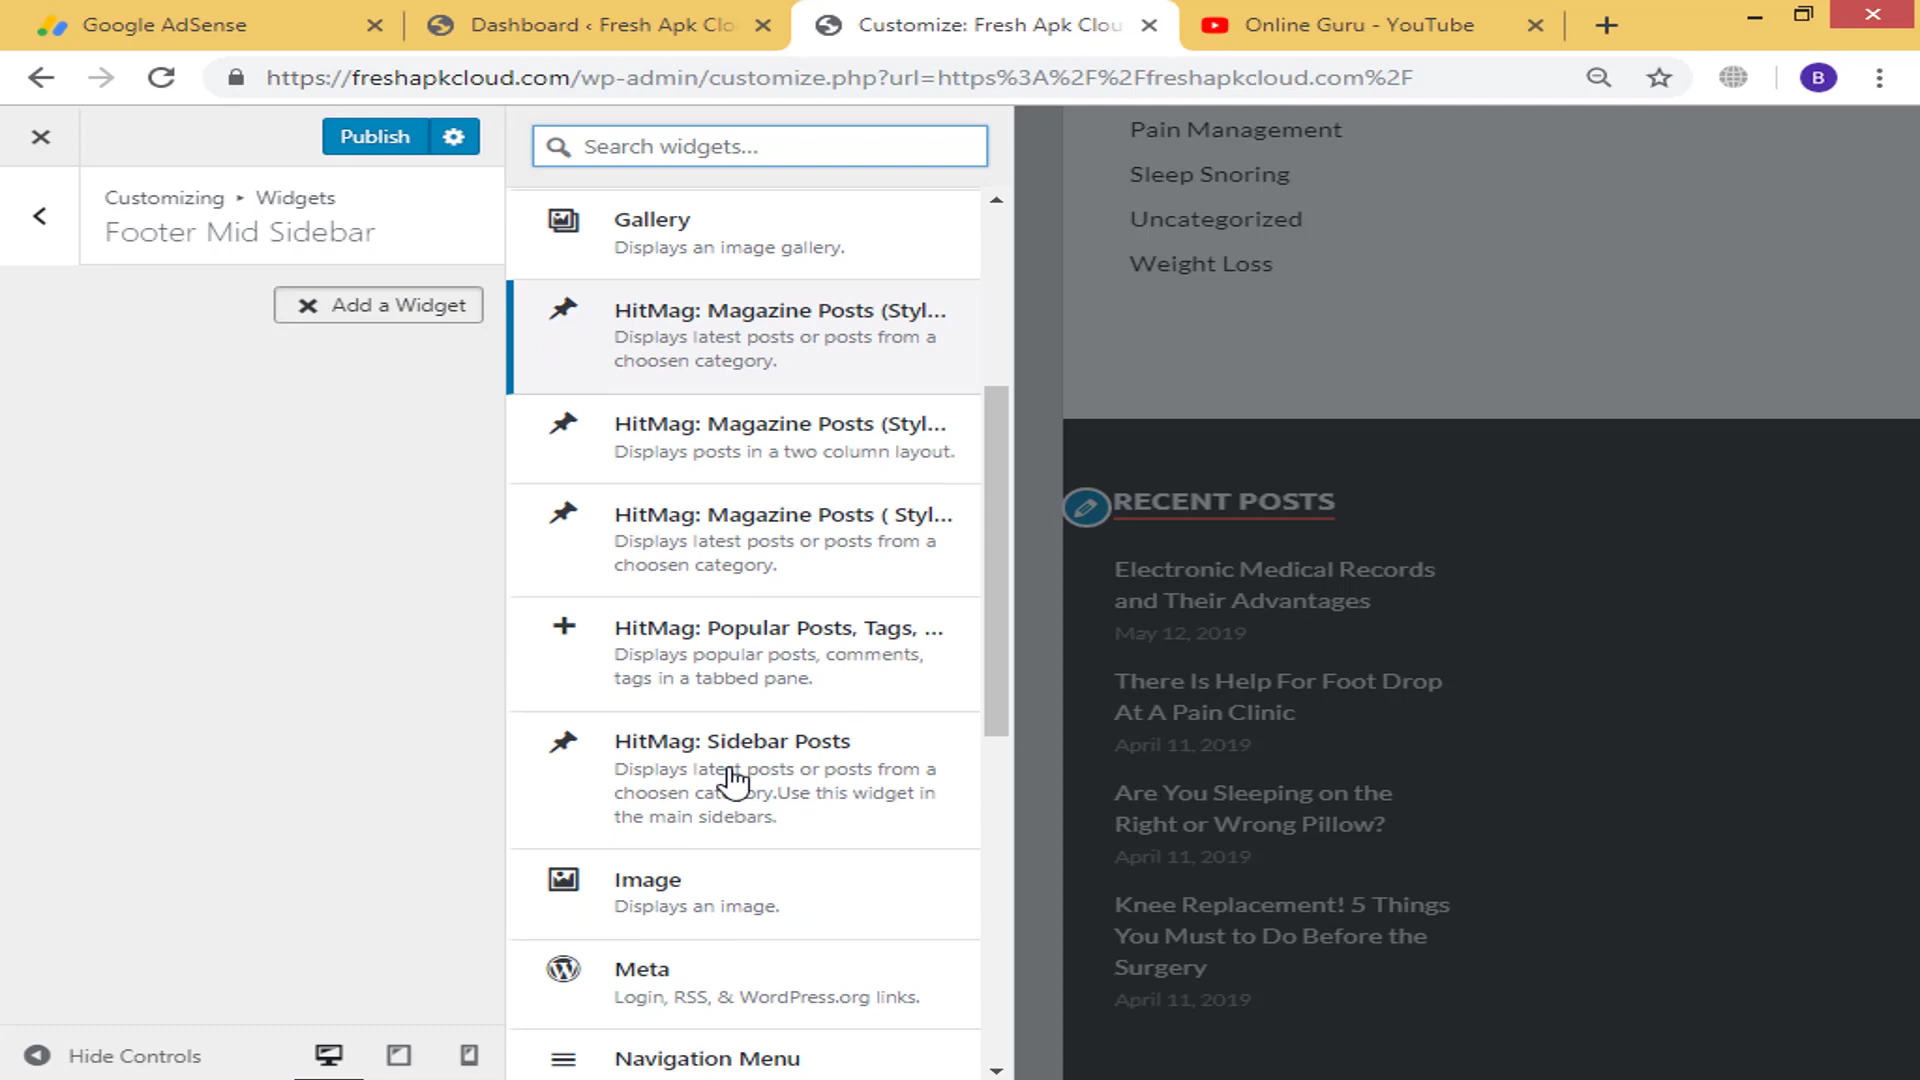 Google AdSense
Dashboard ‹ Fresh Apk Clo
Customize: Fresh Apk Clou
Online Guru - YouTube
https://freshapkcloud.com/wp-admin/customize.php?url=https%3A%2F%2Ffreshapkcloud.com%2F
B
Publish
Customizing ▸ Widgets
Footer Mid Sidebar
Add a Widget
Hide Controls
Search widgets...
Gallery
Displays an image gallery.
HitMag: Magazine Posts (Styl...
Displays latest posts or posts from a
choosen category.
HitMag: Magazine Posts (Styl...
Displays posts in a two column layout.
HitMag: Magazine Posts ( Styl...
Displays latest posts or posts from a
choosen category.
HitMag: Popular Posts, Tags, ...
Displays popular posts, comments,
tags in a tabbed pane.
HitMag: Sidebar Posts
Displays latest posts or posts from a
choosen category.Use this widget in
the main sidebars.
Image
Displays an image.
Meta
Login, RSS, & WordPress.org links.
Navigation Menu
Pain Management
Sleep Snoring
Uncategorized
Weight Loss
RECENT POSTS
Electronic Medical Records
and Their Advantages
May 12, 2019
There Is Help For Foot Drop
At A Pain Clinic
April 11, 2019
Are You Sleeping on the
Right or Wrong Pillow?
April 11, 2019
Knee Replacement! 5 Things
You Must to Do Before the
Surgery
April 11, 2019